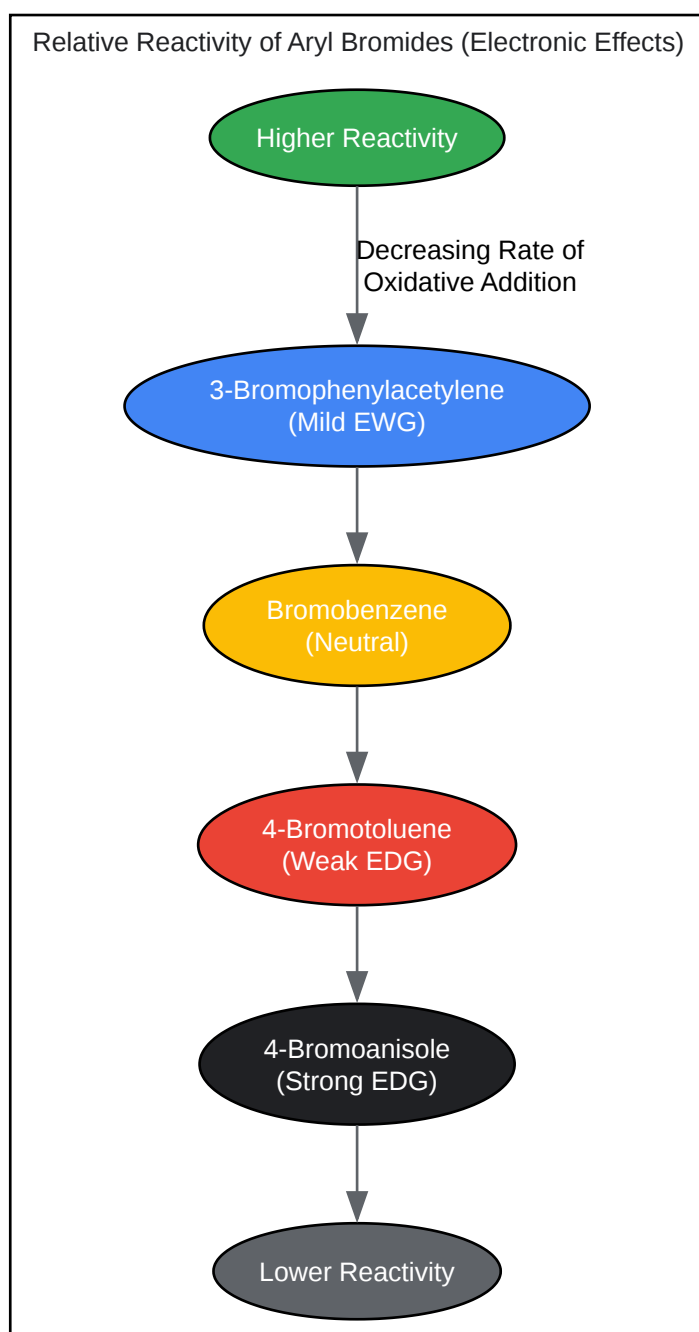 Relative Reactivity of Aryl Bromides (Electronic Effects)
Higher Reactivity
Decreasing Rate of
Oxidative Addition
3-Bromophenylacetylene
(Mild EWG)
Bromobenzene
(Neutral)
4-Bromotoluene
(Weak EDG)
4-Bromoanisole
(Strong EDG)
Lower Reactivity